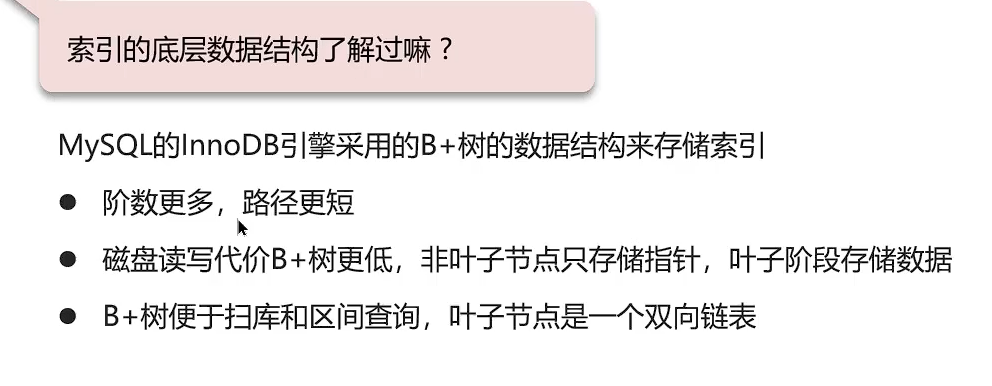 索引的底层数据结构了解过嘛？
MySQL的InnoDB引擎采用的B+树的数据结构来存储索引
● 阶数更多，路径更短
● 磁盘读写代价B+树更低，非叶子节点只存储指针，叶子阶段存储数据
● B+树便于扫库和区间查询，叶子节点是一个双向链表